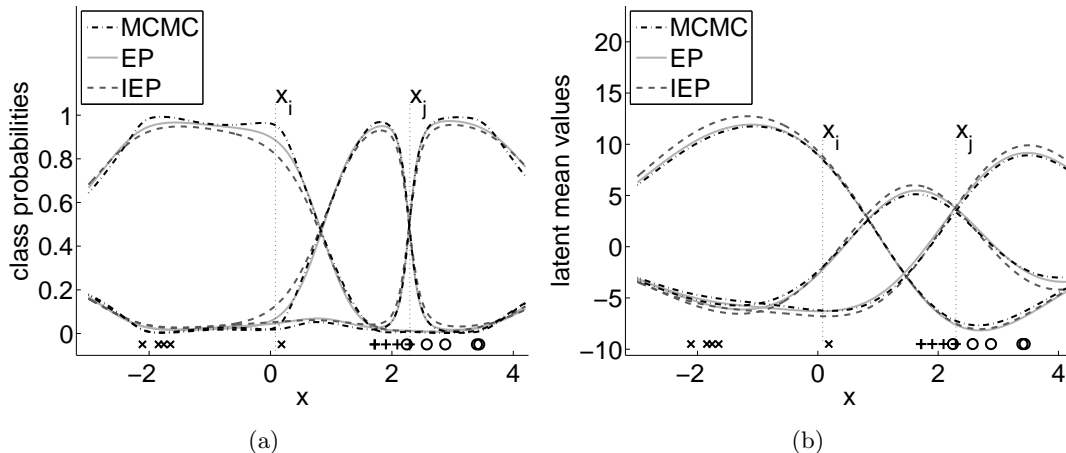 MCMC
EP
IEP
class probabilities
1
0.8
0.6
0.4
0.2
0
x_i
x_j
−2
0
2
4
x
(a)
MCMC
EP
IEP
latent mean values
20
15
10
5
0
−5
−10
x_i
x_j
−2
0
2
4
x
(b)